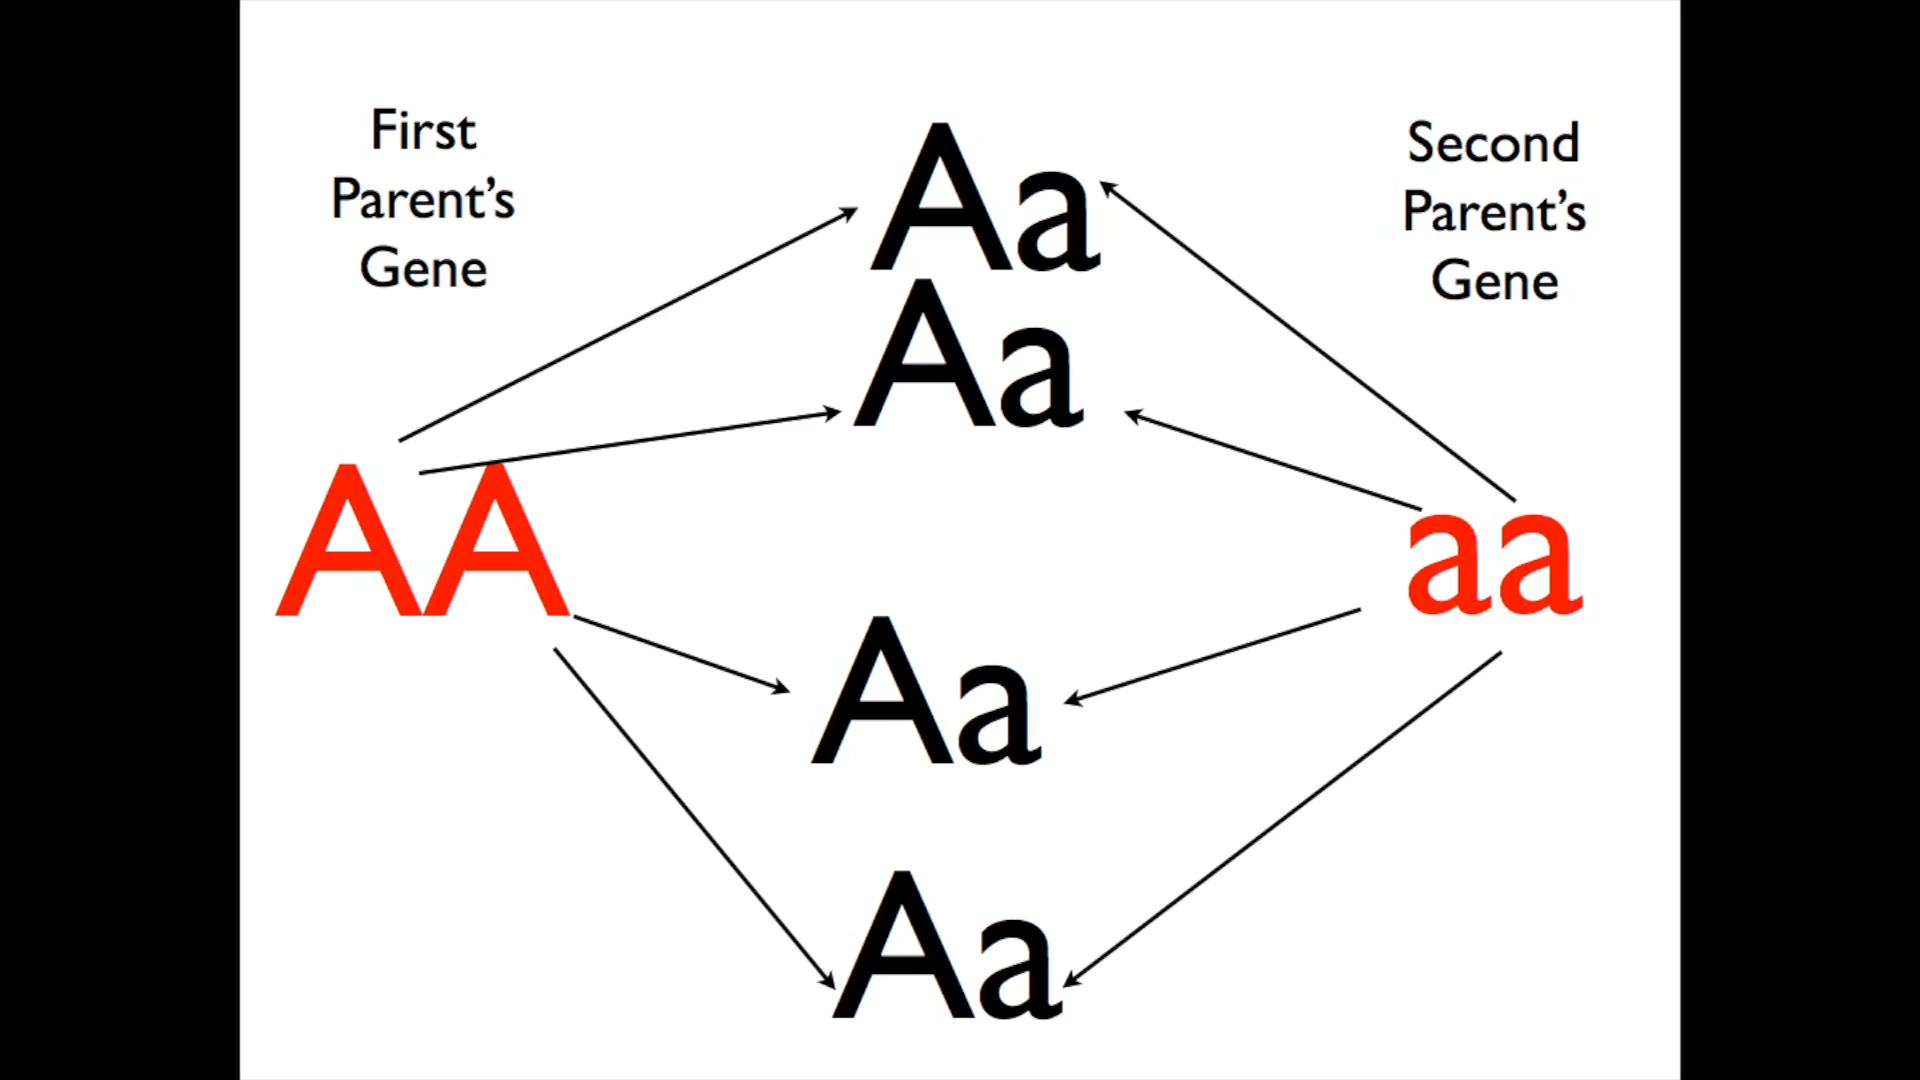 First
Parent's
Gene
Second
Parent's
Gene
Aa
Aa
AA
aa
Aa
Aa